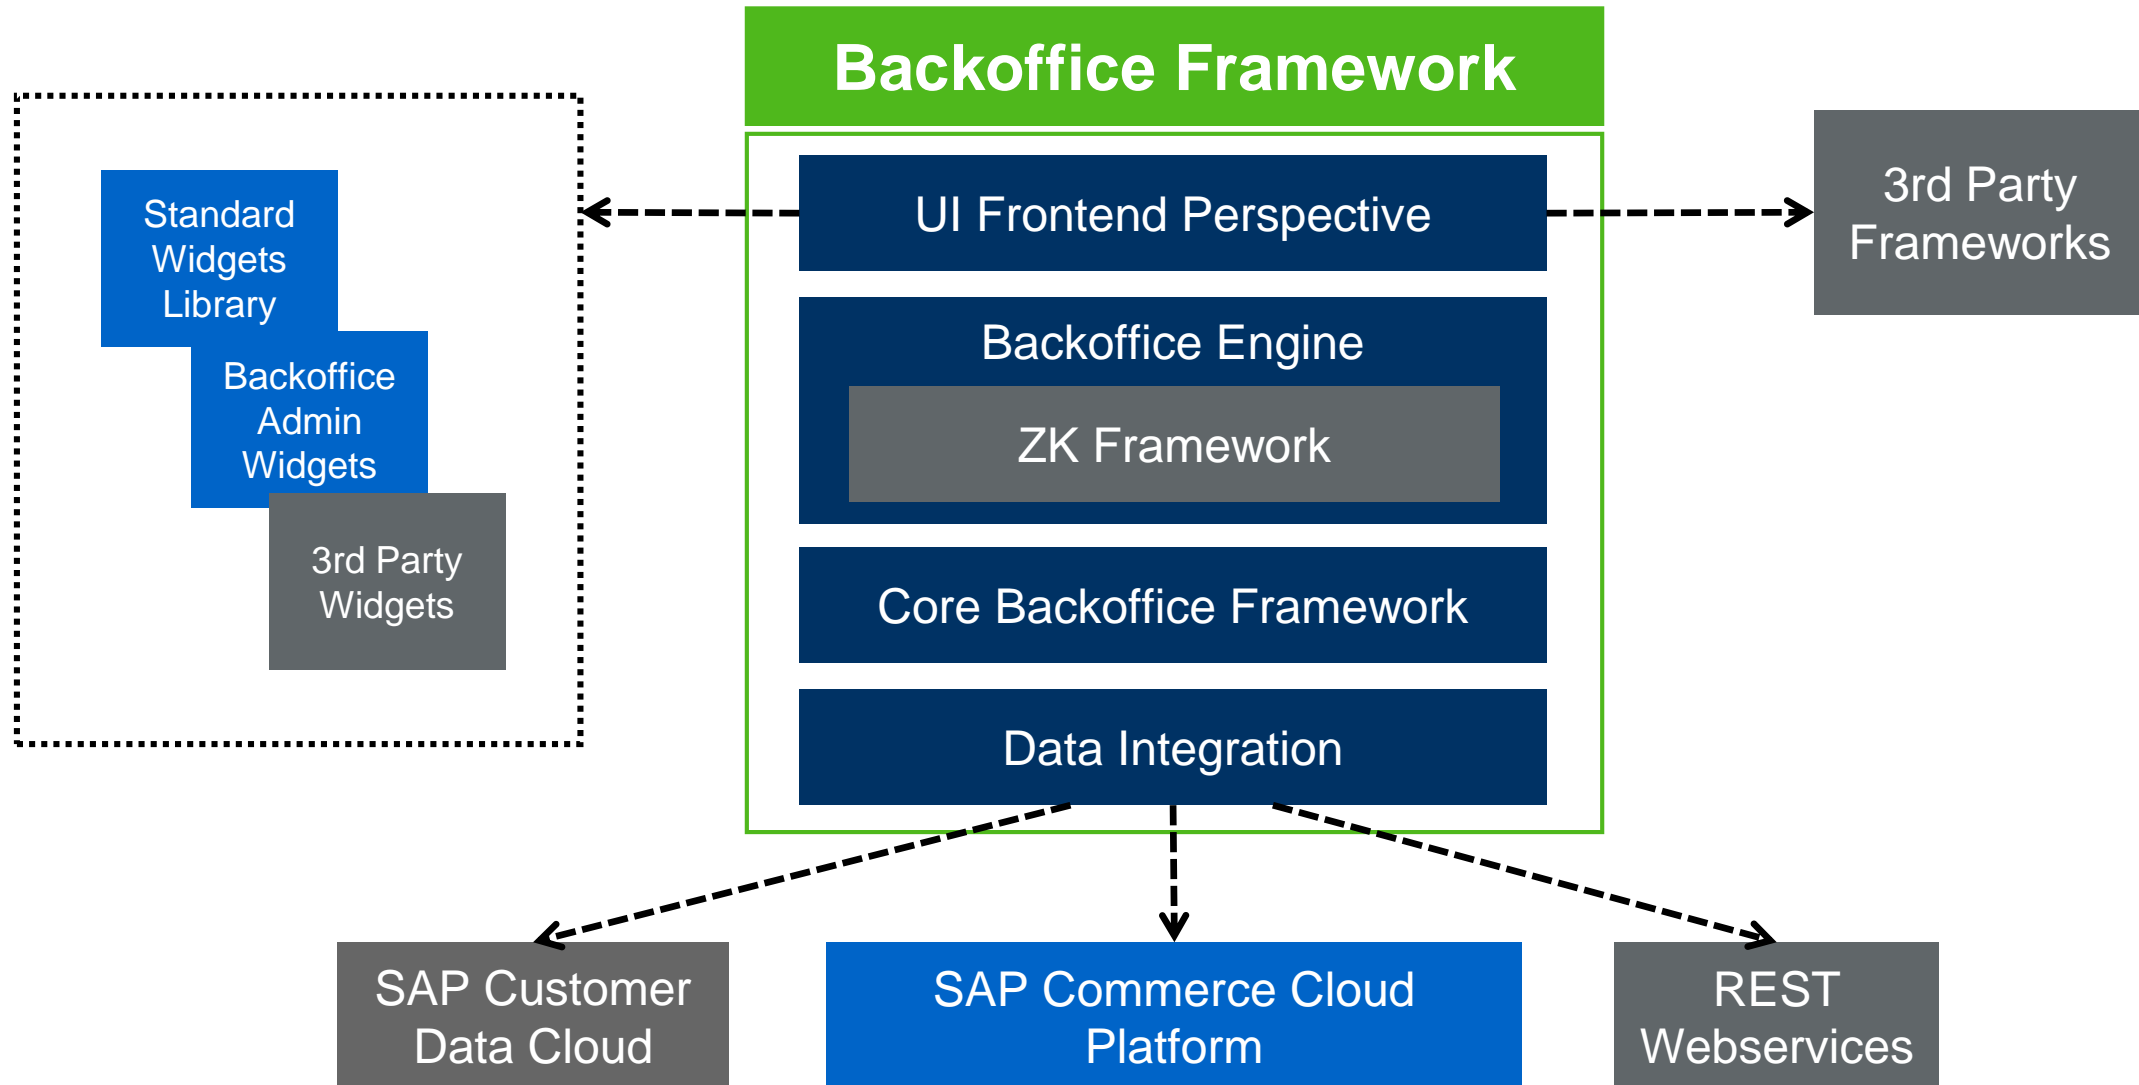 Backoffice Framework
Standard
Widgets
Library
Backoffice
Admin
Widgets
3rd Party
Widgets
UI Frontend Perspective
Backoffice Engine
ZK Framework
Core Backoffice Framework
Data Integration
3rd Party
Frameworks
SAP Customer
Data Cloud
SAP Commerce Cloud
Platform
REST
Webservices